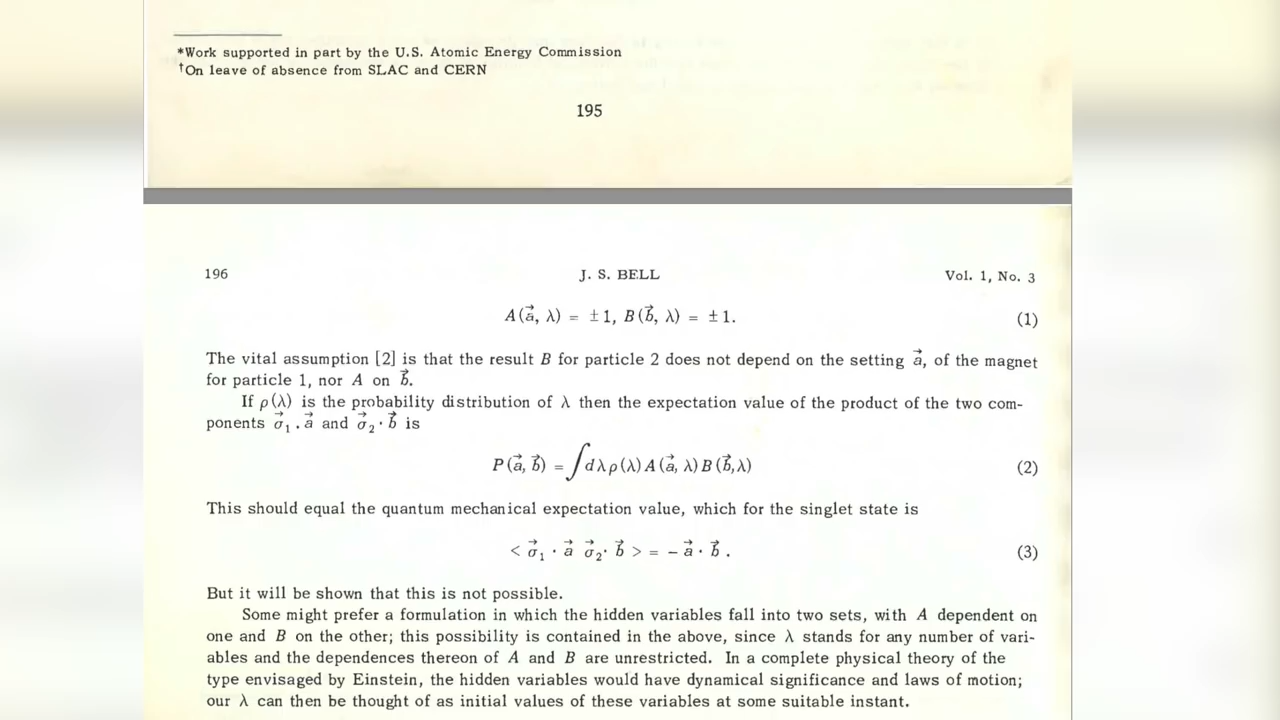 *Work supported in part by the U.S. Atomic Energy Commission
†On leave of absence from SLAC and CERN
195
196 J. S. BELL Vol. 1, No. 3
A(a⃗, λ) = ±1, B(b⃗, λ) = ±1. (1)
The vital assumption [2] is that the result B for particle 2 does not depend on the setting a⃗, of the magnet
for particle 1, nor A on b⃗.
If ρ(λ) is the probability distribution of λ then the expectation value of the product of the two com-
ponents σ⃗₁ . a⃗ and σ⃗₂ · b⃗ is
P(a⃗, b⃗) = ∫dλρ(λ)A(a⃗, λ)B(b⃗,λ) (2)
This should equal the quantum mechanical expectation value, which for the singlet state is
< σ⃗₁ · a⃗ σ⃗₂· b⃗ > = – a⃗ · b⃗ . (3)
But it will be shown that this is not possible.
Some might prefer a formulation in which the hidden variables fall into two sets, with A dependent on
one and B on the other; this possibility is contained in the above, since λ stands for any number of vari-
ables and the dependences thereon of A and B are unrestricted. In a complete physical theory of the
type envisaged by Einstein, the hidden variables would have dynamical significance and laws of motion;
our λ can then be thought of as initial values of these variables at some suitable instant.